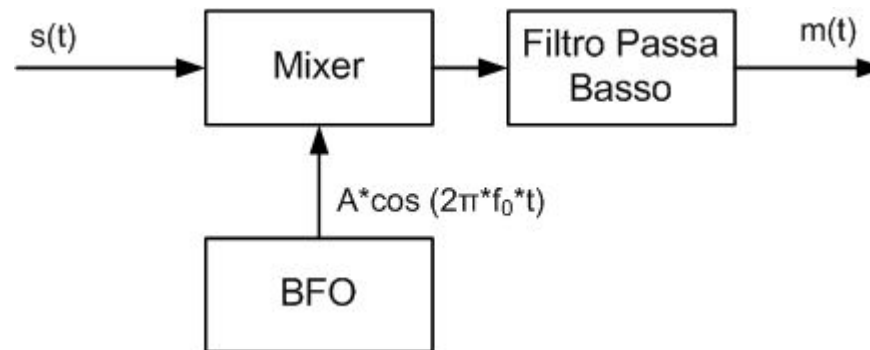 s(t)
Mixer
Filtro Passa
Basso
m(t)
A*cos (2π*f₀*t)
BFO